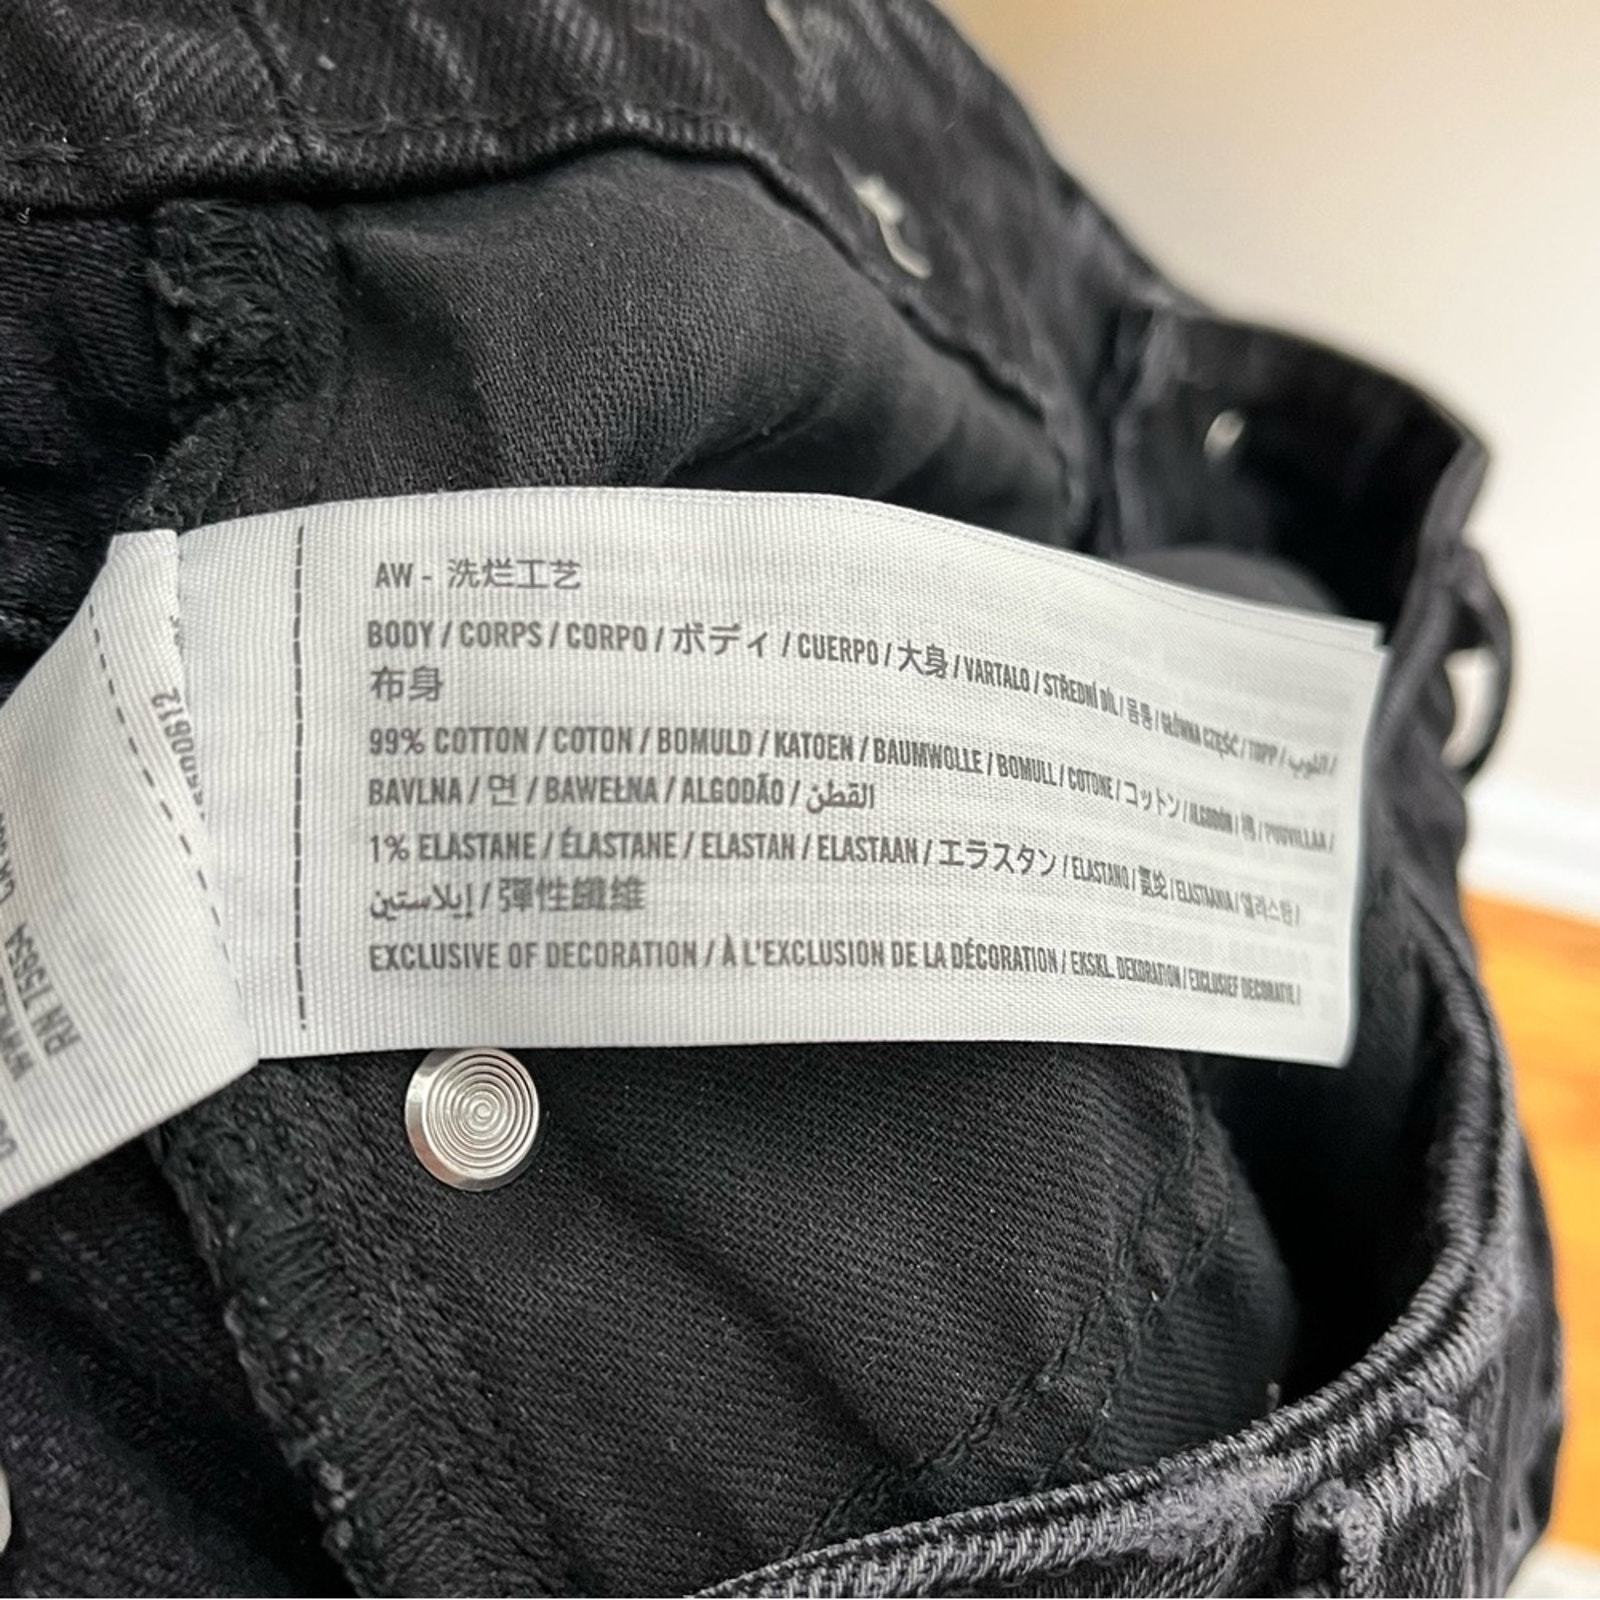 AW - 洗烂工艺
BODY / CORPS / CORPO / ボディ / CUERPO / 大身 / VARTALO / STŘEDNÍ DÍL / 몸통 / GŁÓWNA CZĘŚĆ / TOPP /
布身
99% COTTON / COTON / BOMULD / KATOEN / BAUMWOLLE / BOMULL / COTONE / コットン / ALGODÓN / 棉 / PUUVILLAA /
BAVLNA / 면 / BAWEŁNA / ALGODÃO / القطن
1% ELASTANE / ÉLASTANE / ELASTAN / ELASTAAN / エラスタン / ELASTANO / 氨纶 / ELASTAANIA / 엘라스틴 /
إيلاستين / 彈性纖維
EXCLUSIVE OF DECORATION / À L'EXCLUSION DE LA DÉCORATION / EKSKL. DEKORATION / EXCLUSIEF DECORATIE /
RN 75654